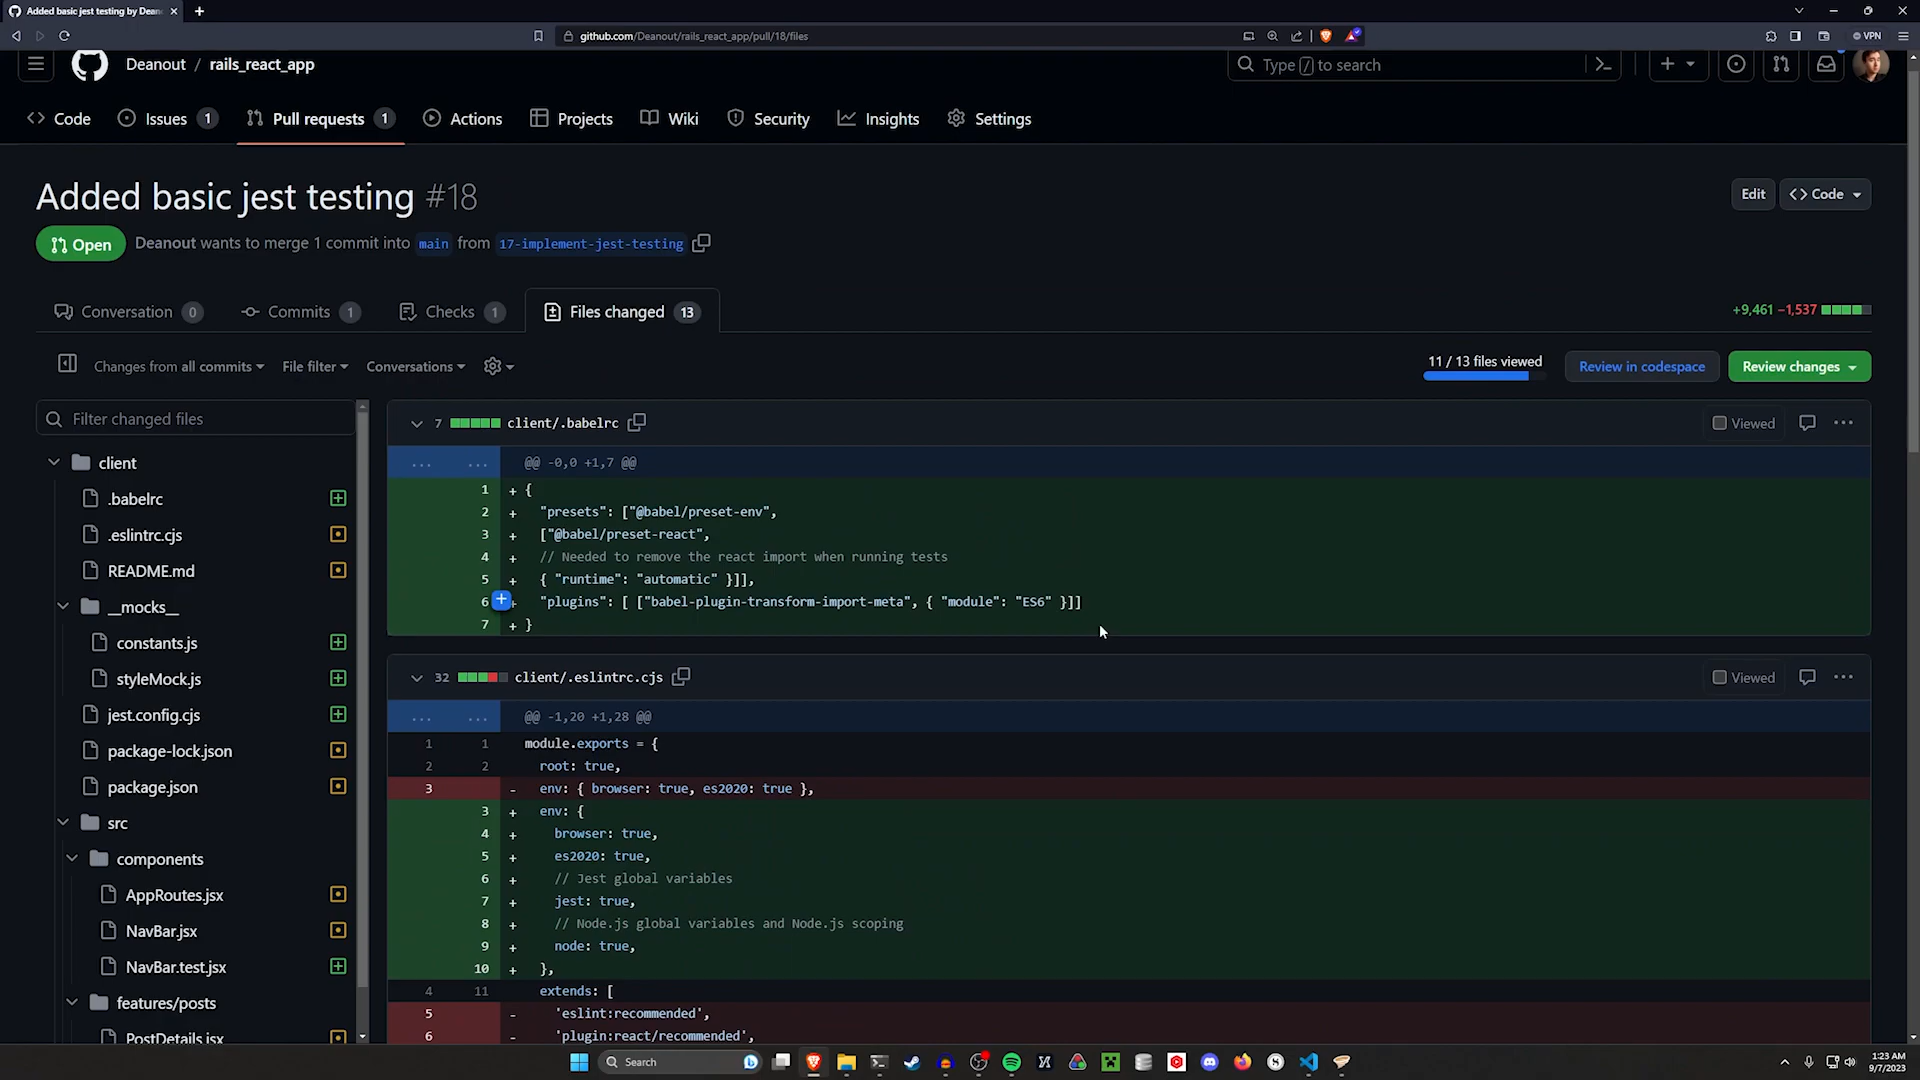 Added basic jest testing by Dean
github.com/Deanout/rails_react_app/pull/18/files
VPN
Deanout / rails_react_app
Type / to search
Code
Issues 1
Pull requests 1
Actions
Projects
Wiki
Security
Insights
Settings
Added basic jest testing #18
Edit
<> Code
Open
Deanout wants to merge 1 commit into main from 17-implement-jest-testing
Conversation 0
Commits 1
Checks 1
Files changed 13
+9,461 −1,537
Changes from all commits
File filter
Conversations
11 / 13 files viewed
Review in codespace
Review changes
Filter changed files
client
.babelrc
.eslintrc.cjs
README.md
__mocks__
constants.js
styleMock.js
jest.config.cjs
package-lock.json
package.json
src
components
AppRoutes.jsx
NavBar.jsx
NavBar.test.jsx
features/posts
PostDetails.jsx
7 client/.babelrc
Viewed
... ... @@ -0,0 +1,7 @@
1 + {
2 + "presets": ["@babel/preset-env",
3 + ["@babel/preset-react",
4 + // Needed to remove the react import when running tests
5 + { "runtime": "automatic" }]],
6 + "plugins": [ ["babel-plugin-transform-import-meta", { "module": "ES6" }]]
7 + }
32 client/.eslintrc.cjs
Viewed
... ... @@ -1,20 +1,28 @@
1 1 module.exports = {
2 2 root: true,
3 - env: { browser: true, es2020: true },
3 + env: {
4 + browser: true,
5 + es2020: true,
6 + // Jest global variables
7 + jest: true,
8 + // Node.js global variables and Node.js scoping
9 + node: true,
10 + },
4 11 extends: [
5 - 'eslint:recommended',
6 - 'plugin:react/recommended',
Search
1:23 AM
9/7/2023